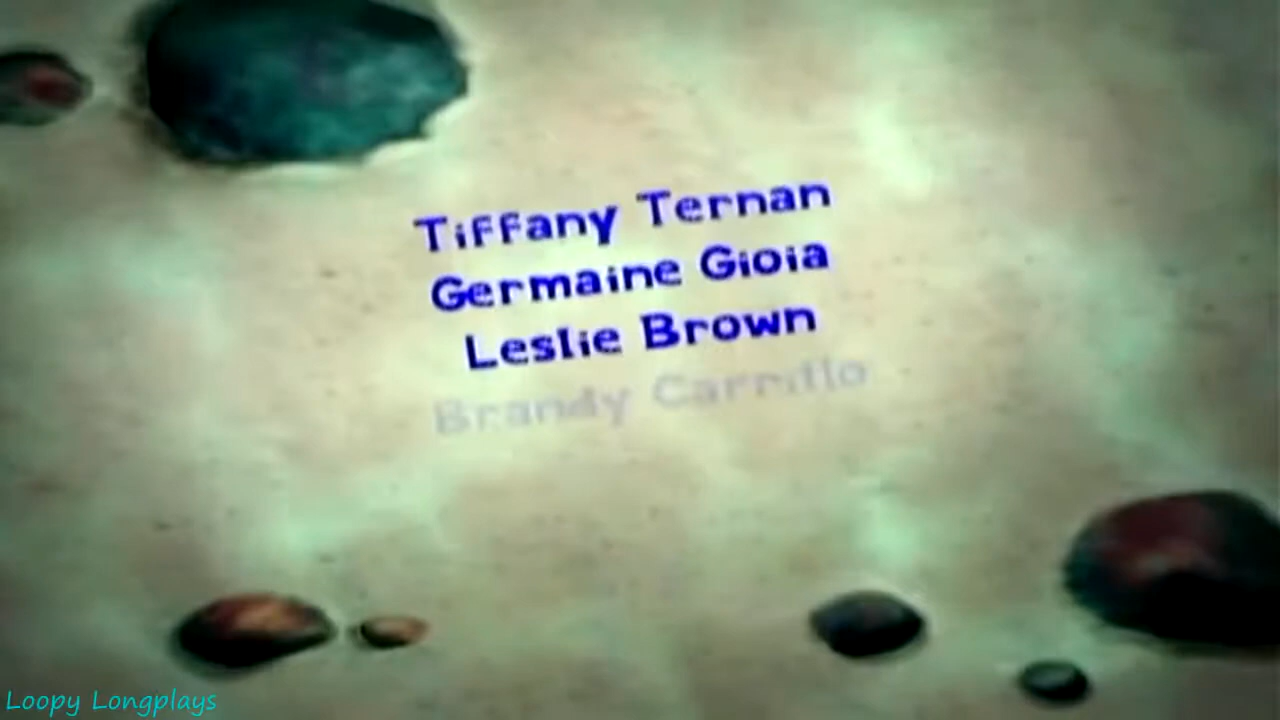 Tiffany Ternan
Germaine Gioia
Leslie Brown
Brandy Carrillo
Loopy Longplays